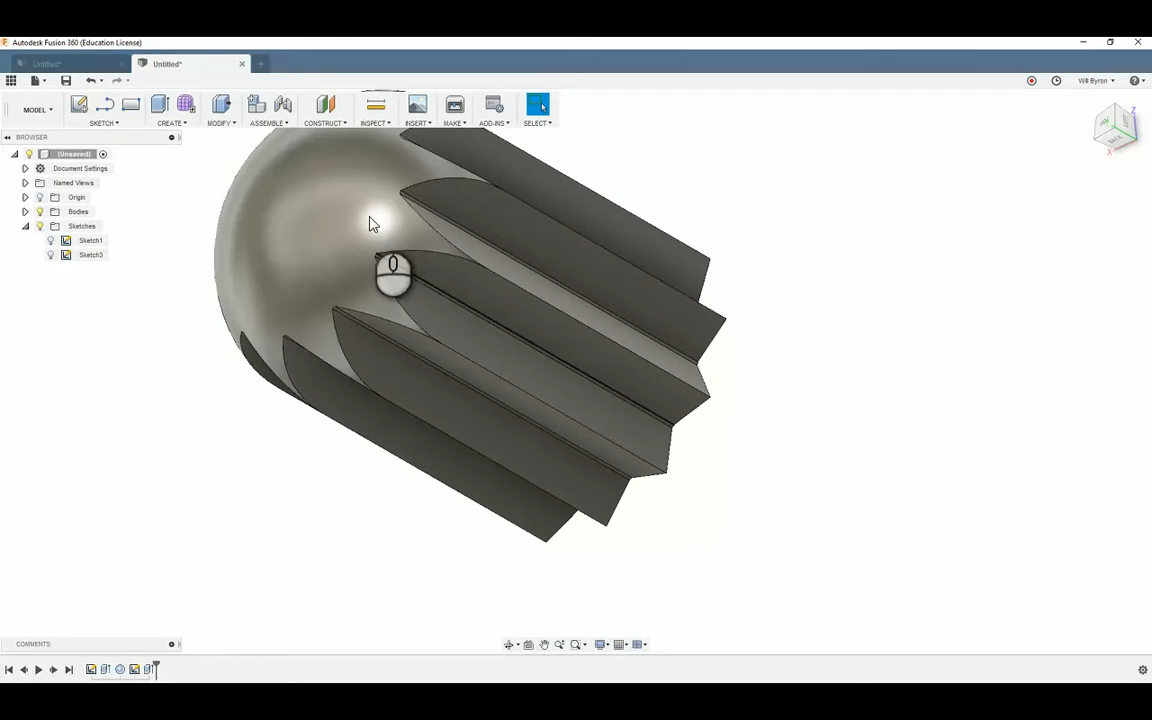 Autodesk Fusion 360 (Education License)
Untitled*
Untitled*
Will Byron
MODEL
SKETCH
CREATE
MODIFY
ASSEMBLE
CONSTRUCT
INSPECT
INSERT
MAKE
ADD-INS
SELECT
BROWSER
(Unsaved)
Document Settings
Named Views
Origin
Bodies
Sketches
Sketch1
Sketch3
Z
X
BACK
COMMENTS